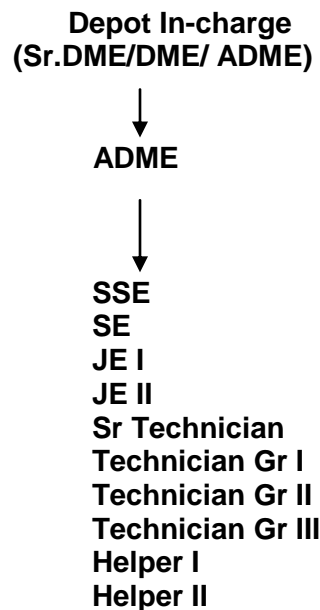 Depot In-charge
(Sr.DME/DME/ ADME)
ADME
SSE
SE
JE I
JE II
Sr Technician
Technician Gr I
Technician Gr II
Technician Gr III
Helper I
Helper II